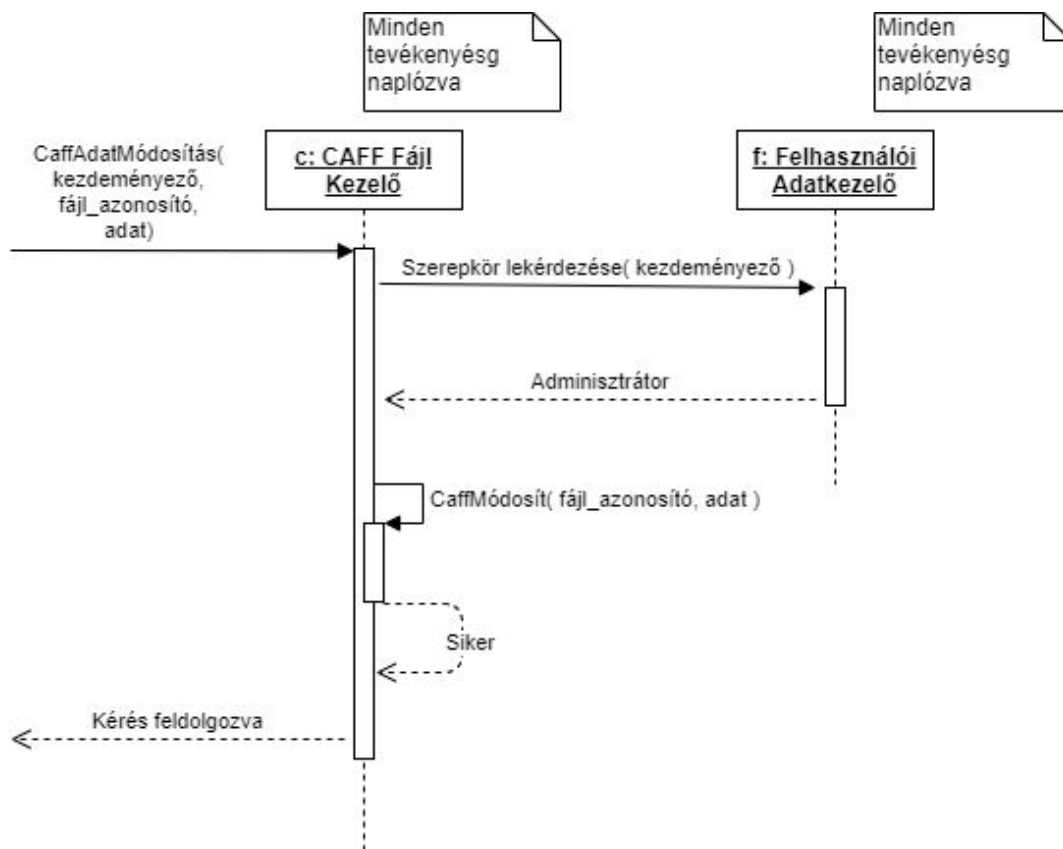 Minden
tevékenyésg
naplózva
Minden
tevékenyésg
naplózva
CaffAdatMódosítás(
kezdeményező,
fájl_azonosító,
adat)
c: CAFF Fájl
Kezelő
f: Felhasználói
Adatkezelő
Szerepkör lekérdezése( kezdeményező )
Adminisztrátor
CaffMódosít( fájl_azonosító, adat )
Siker
Kérés feldolgozva